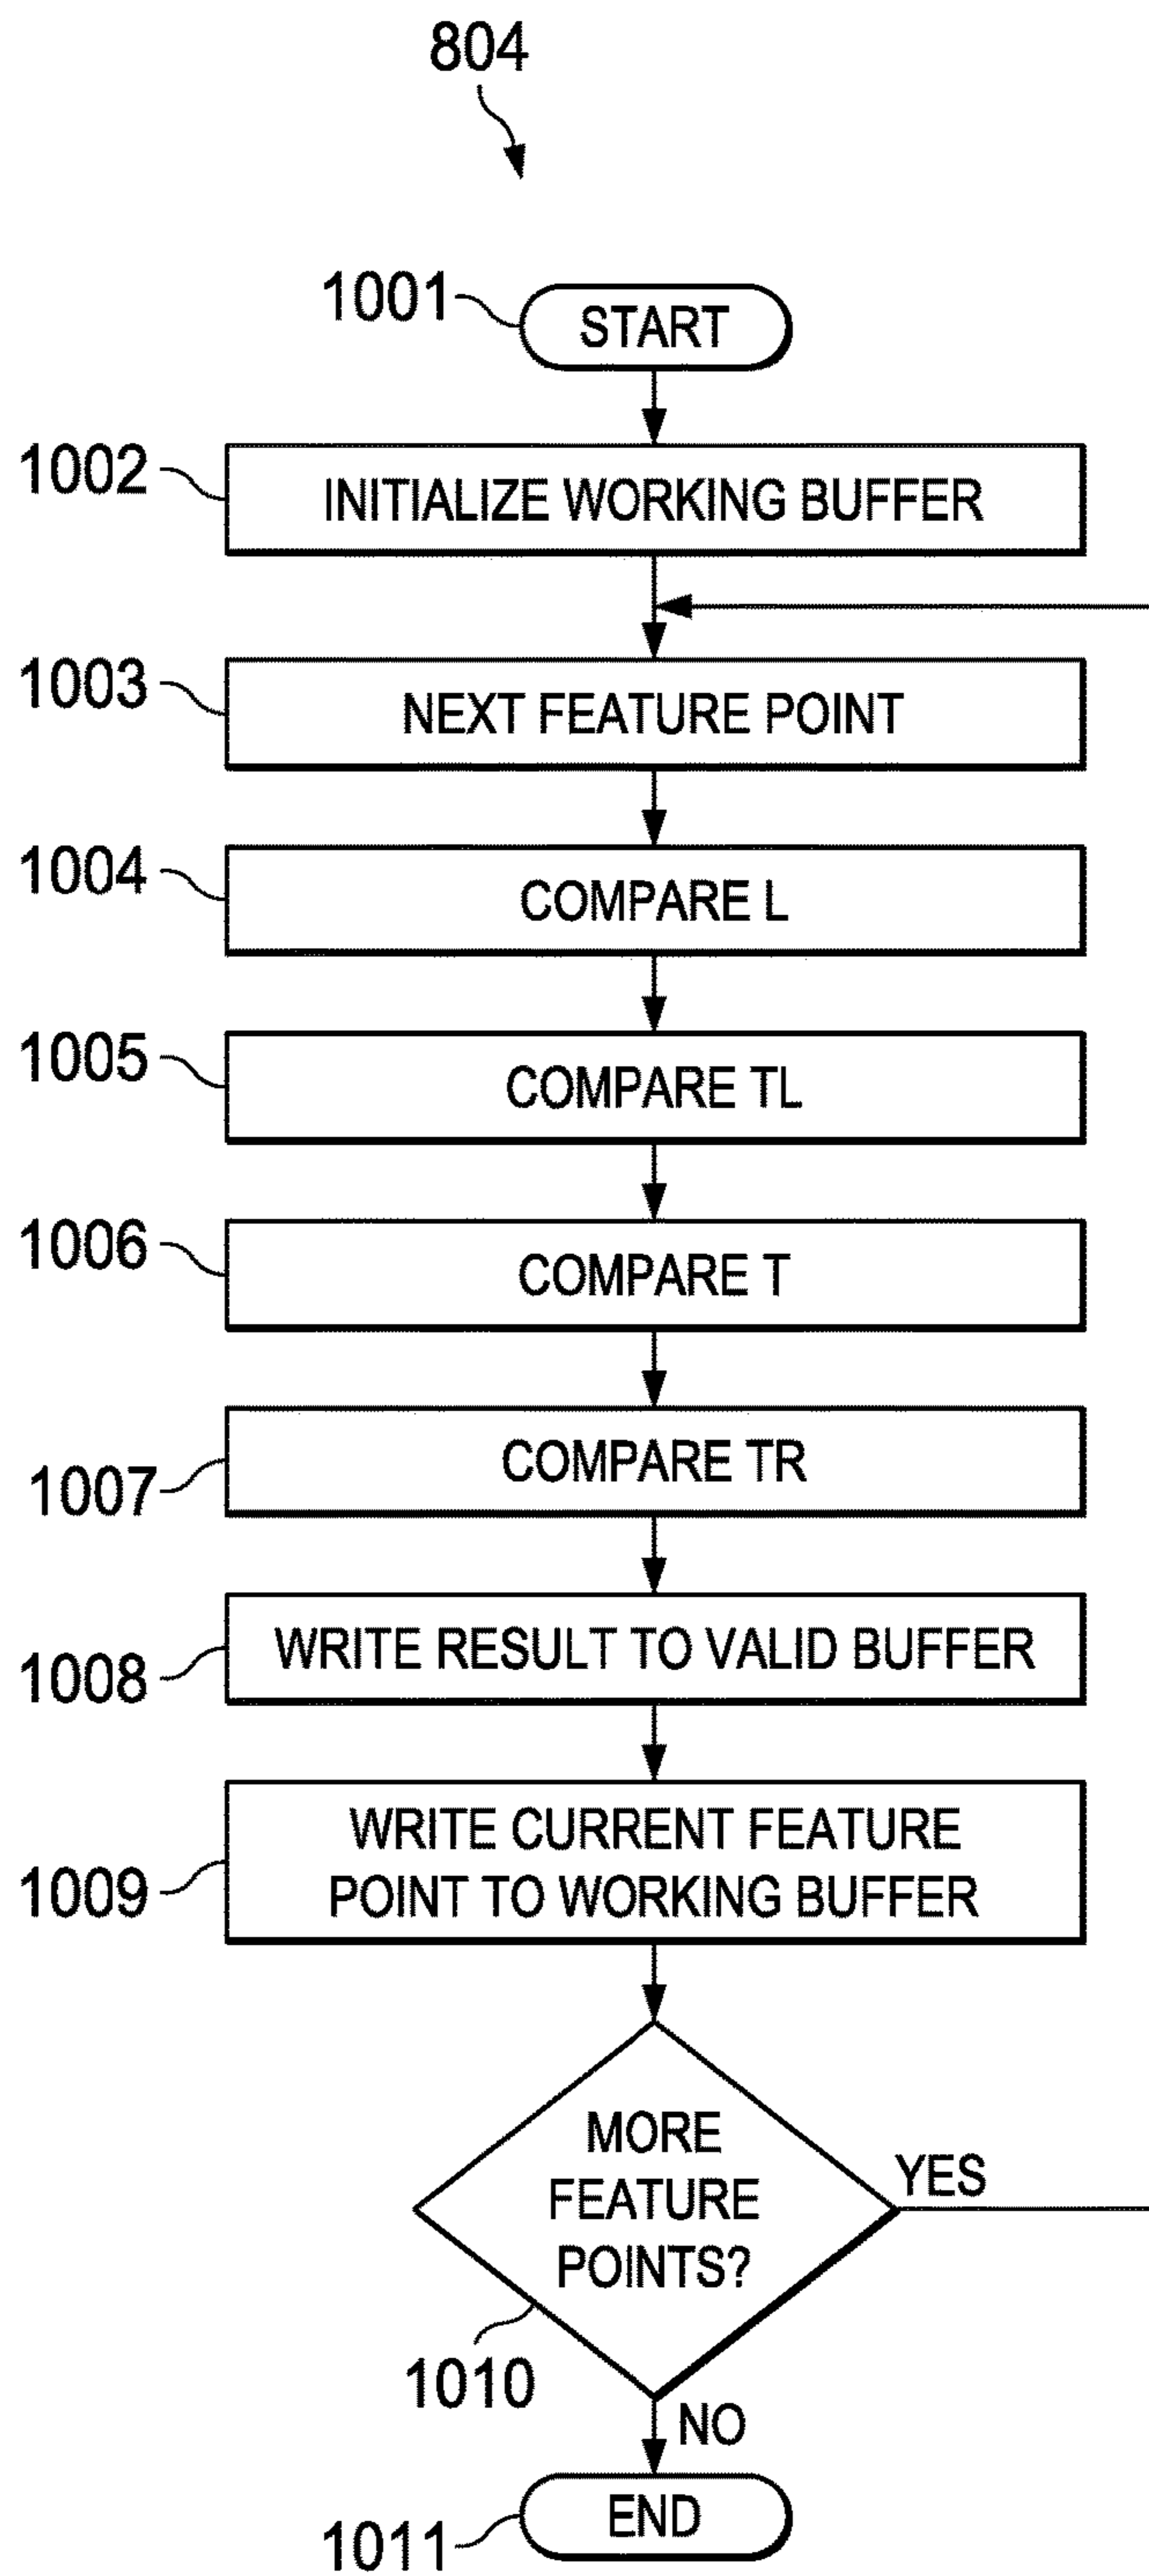 804
1001
START
1002
INITIALIZE WORKING BUFFER
1003
NEXT FEATURE POINT
1004
COMPARE L
1005
COMPARE TL
1006
COMPARE T
1007
COMPARE TR
1008
WRITE RESULT TO VALID BUFFER
1009
WRITE CURRENT FEATURE
POINT TO WORKING BUFFER
MORE
FEATURE
POINTS?
YES
1010
NO
1011
END